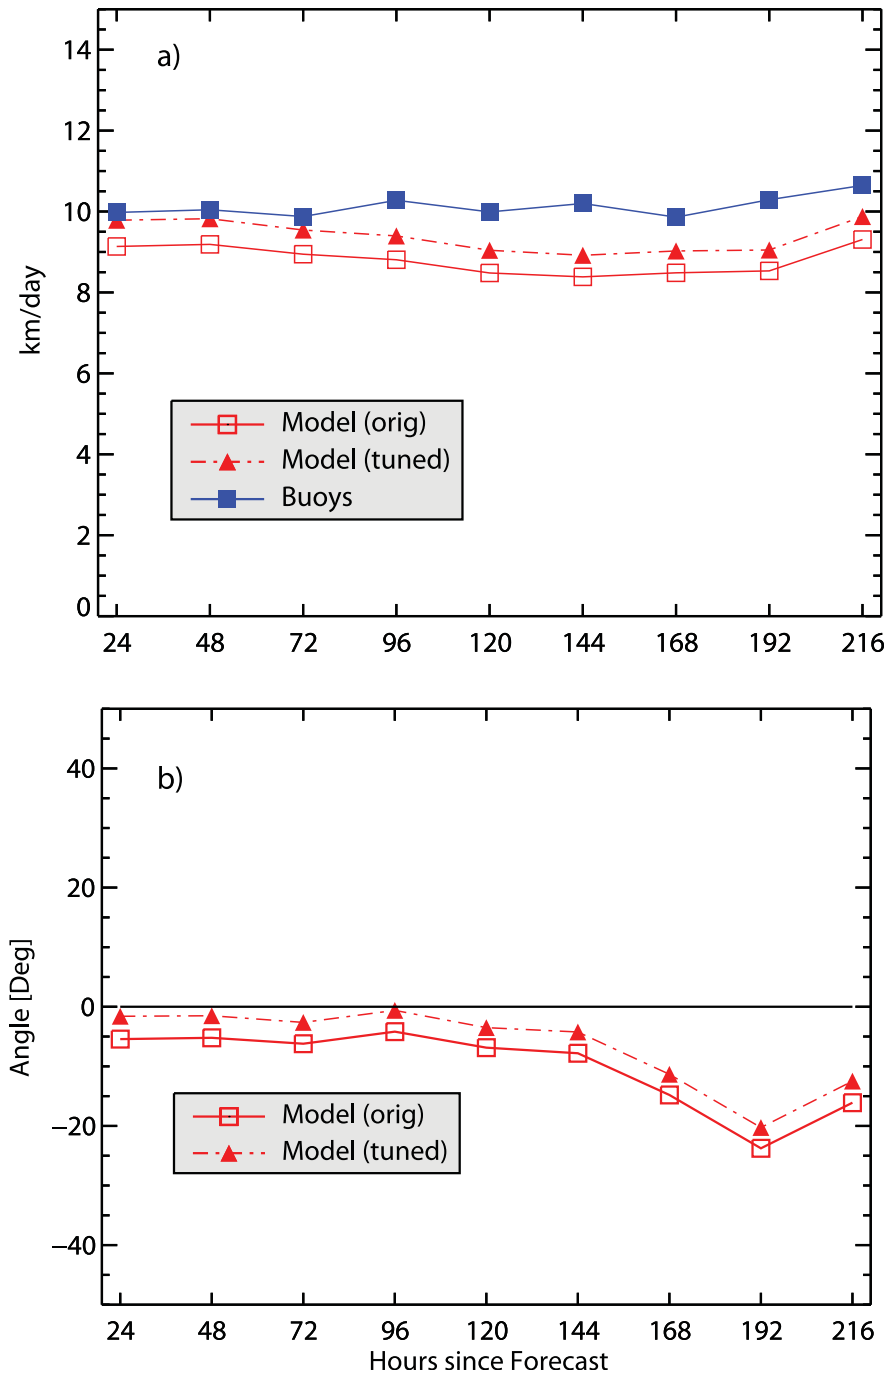 a)
14
12
10
8
6
4
2
0
km/day
Model (orig)
Model (tuned)
Buoys
24 48 72 96 120 144 168 192 216
b)
40
20
0
−20
−40
Angle [Deg]
Model (orig)
Model (tuned)
24 48 72 96 120 144 168 192 216
Hours since Forecast